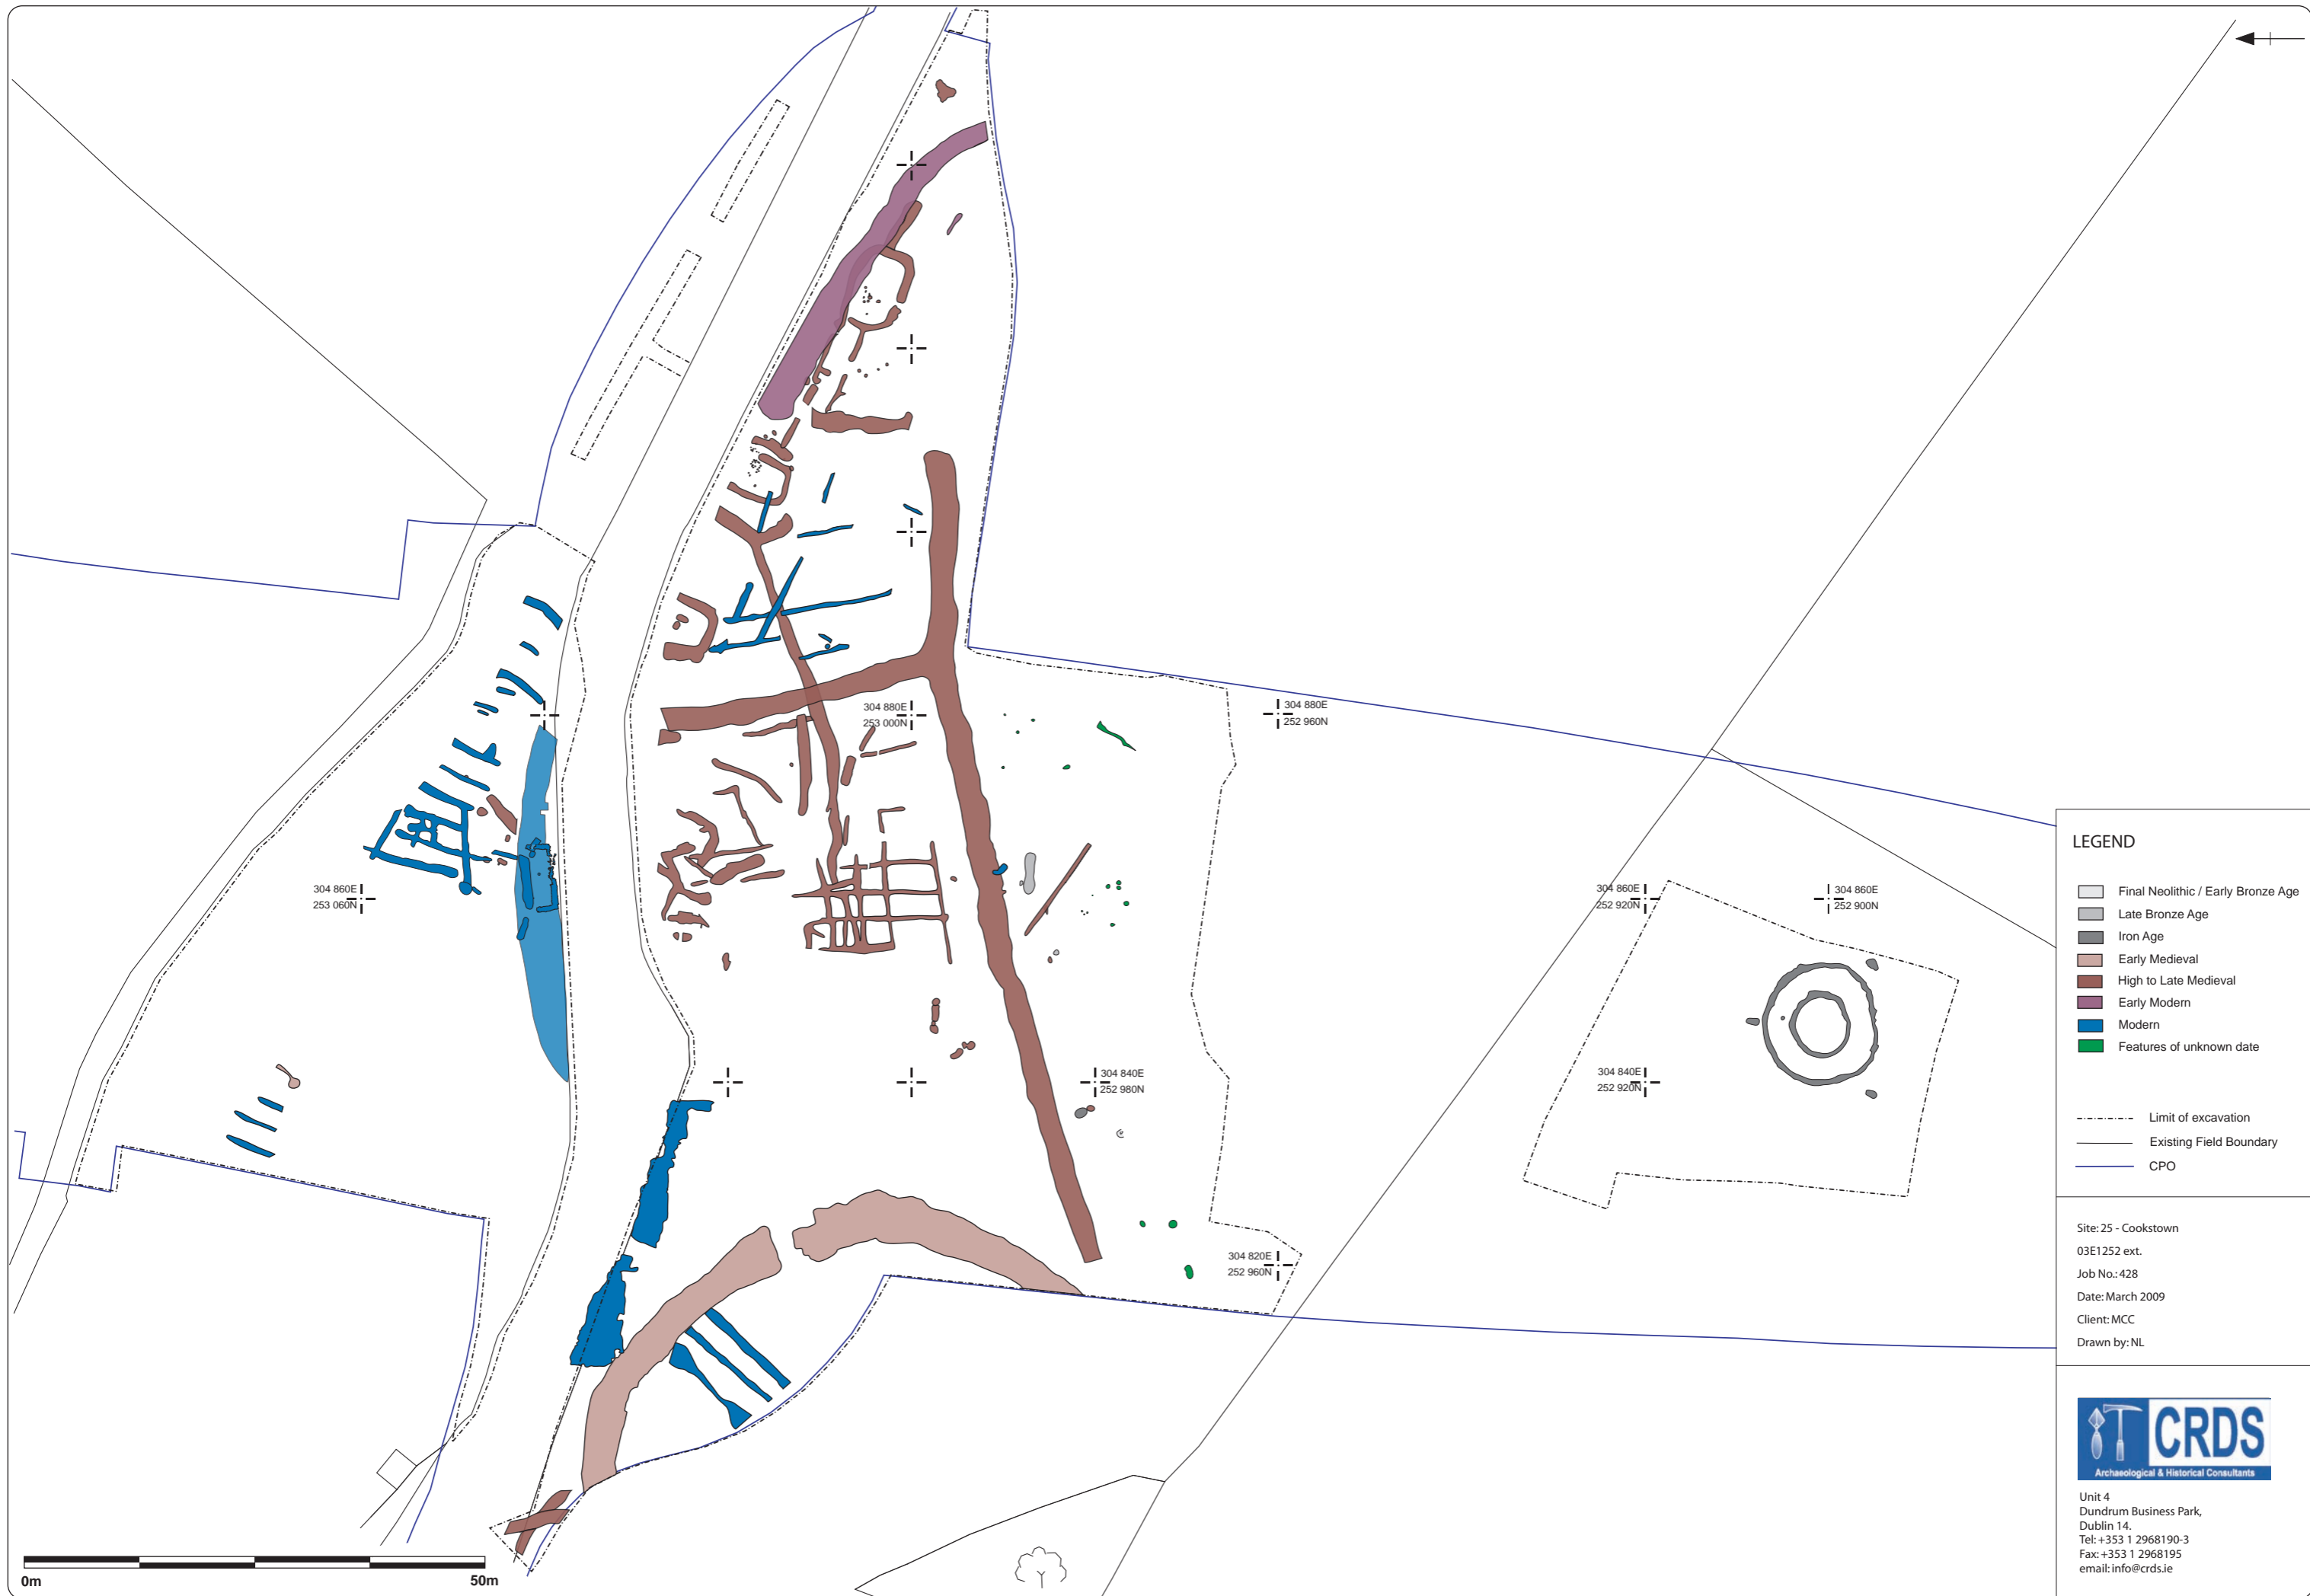 304 880E
253 000N
304 880E
252 960N
304 860E
253 060N
304 860E
252 920N
304 860E
252 900N
304 840E
252 980N
304 840E
252 920N
304 820E
252 960N
0m
50m
LEGEND
Final Neolithic / Early Bronze Age
Late Bronze Age
Iron Age
Early Medieval
High to Late Medieval
Early Modern
Modern
Features of unknown date
Limit of excavation
Existing Field Boundary
CPO
Site: 25 - Cookstown
03E1252 ext.
Job No.: 428
Date: March 2009
Client: MCC
Drawn by: NL
CRDS
Archaeological & Historical Consultants
Unit 4
Dundrum Business Park,
Dublin 14.
Tel: +353 1 2968190-3
Fax: +353 1 2968195
email: info@crds.ie